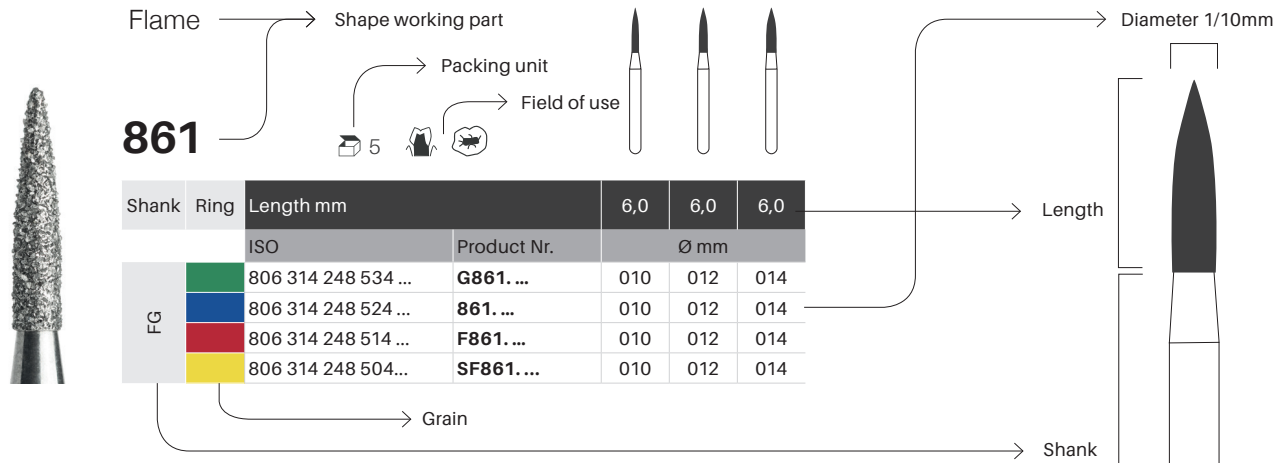 Flame
Shape working part
Diameter 1/10mm
Packing unit
Field of use
861
5
Shank Ring Length mm 6,0 6,0 6,0
Length
ISO Product Nr. Ø mm
FG
806 314 248 534 ... G861. ... 010 012 014
806 314 248 524 ... 861. ... 010 012 014
806 314 248 514 ... F861. ... 010 012 014
806 314 248 504... SF861. ... 010 012 014
Grain
Shank